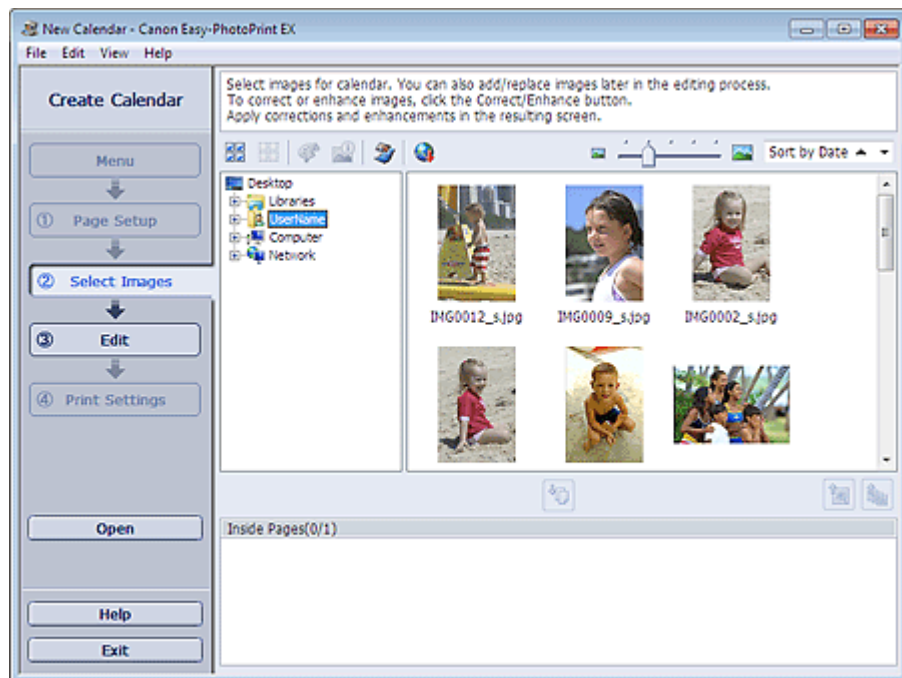 New Calendar - Canon Easy-PhotoPrint EX
File Edit View Help
Create Calendar
Select images for calendar. You can also add/replace images later in the editing process.
To correct or enhance images, click the Correct/Enhance button.
Apply corrections and enhancements in the resulting screen.
Menu
① Page Setup
② Select Images
③ Edit
④ Print Settings
Open
Help
Exit
Sort by Date
Desktop
Libraries
UserName
Computer
Network
IMG0012_s.jpg IMG0009_s.jpg IMG0002_s.jpg
Inside Pages(0/1)